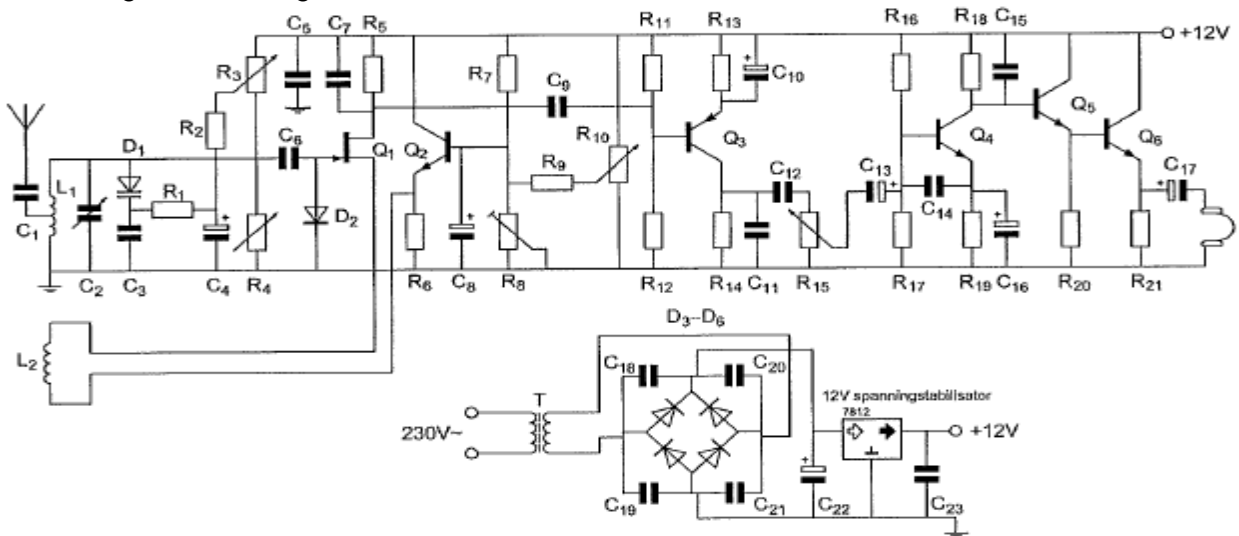 C5 C7 R5 R11 R13 R16 R18 C15
+12V
R3 R7 C9 C10
R2 C6 R10 Q5
D1 Q1 Q2 Q3 Q4 Q6
L1 R1 R9 C12 C13 C17
D2 C14
C1
C2 C3 C4 R4 R6 C8 R8 R12 R14 C11 R15 R17 R19 C16 R20 R21
D3--D6
L2
C18 C20
T
12V spanningstabilisator
7812
230V~
+12V
C19 C21 C22 C23